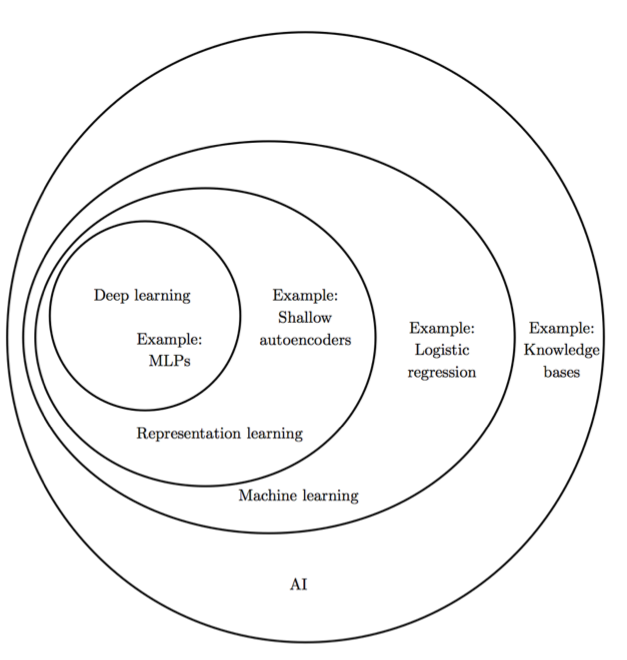 Deep learning
Example:
MLPs
Example:
Shallow
autoencoders
Example:
Logistic
regression
Example:
Knowledge
bases
Representation learning
Machine learning
AI